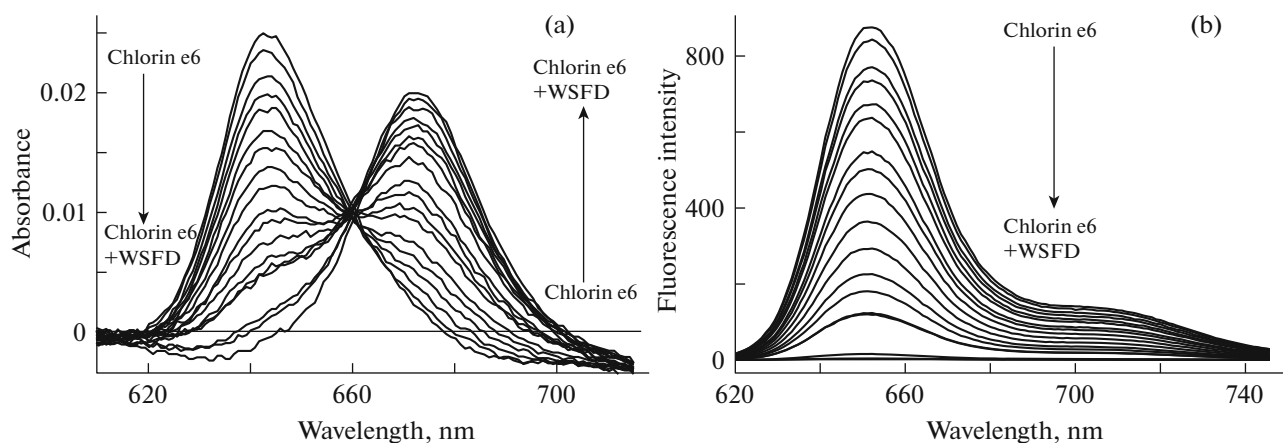 (a)
Chlorin e6
Chlorin e6
+WSFD
Chlorin e6
+WSFD
Chlorin e6
Absorbance
0.02
0.01
0
620
660
700
Wavelength, nm
(b)
Chlorin e6
Chlorin e6
+WSFD
Fluorescence intensity
800
400
0
620
660
700
740
Wavelength, nm